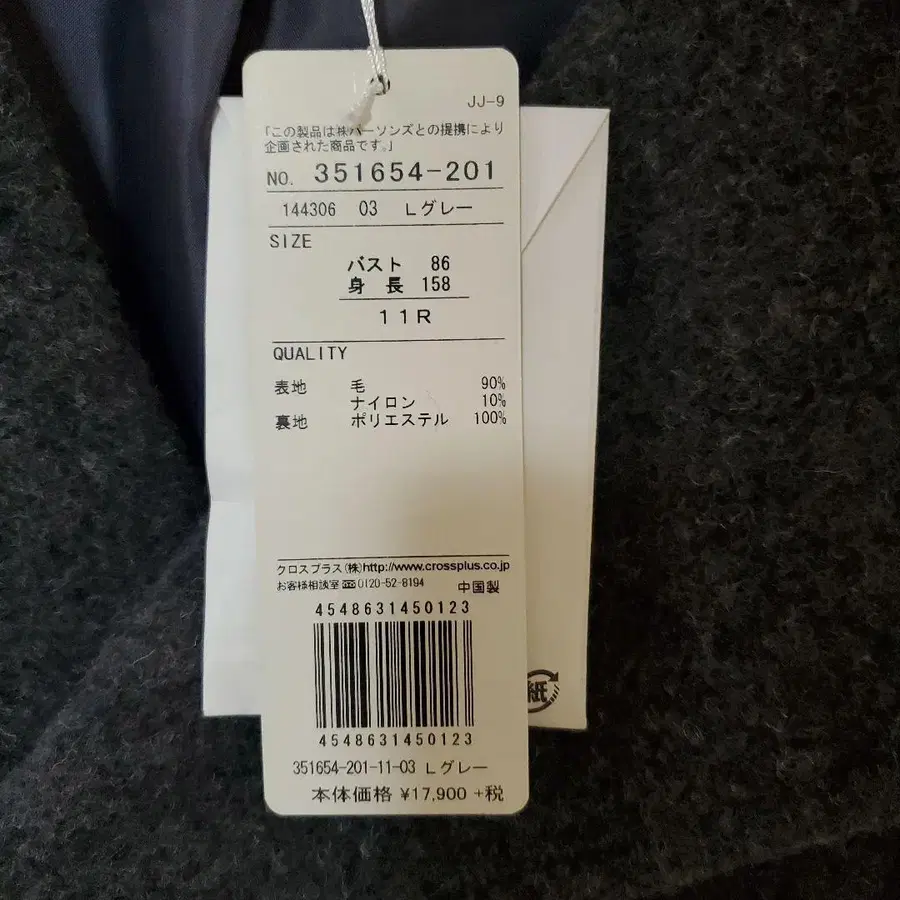 JJ-9
「この製品は㈱パーソンズとの提携により
企画された商品です。」
NO. 351654-201
144306 03 Lグレー
SIZE
バスト 86
身長 158
11R
QUALITY
表地 毛 90%
ナイロン 10%
裏地 ポリエステル 100%
クロスプラス(株)http://www.crossplus.co.jp
お客様相談室☎0120-52-8194 中国製
4548631450123
4548631450123
351654-201-11-03 Lグレー
本体価格 ¥17,900 +税
紙